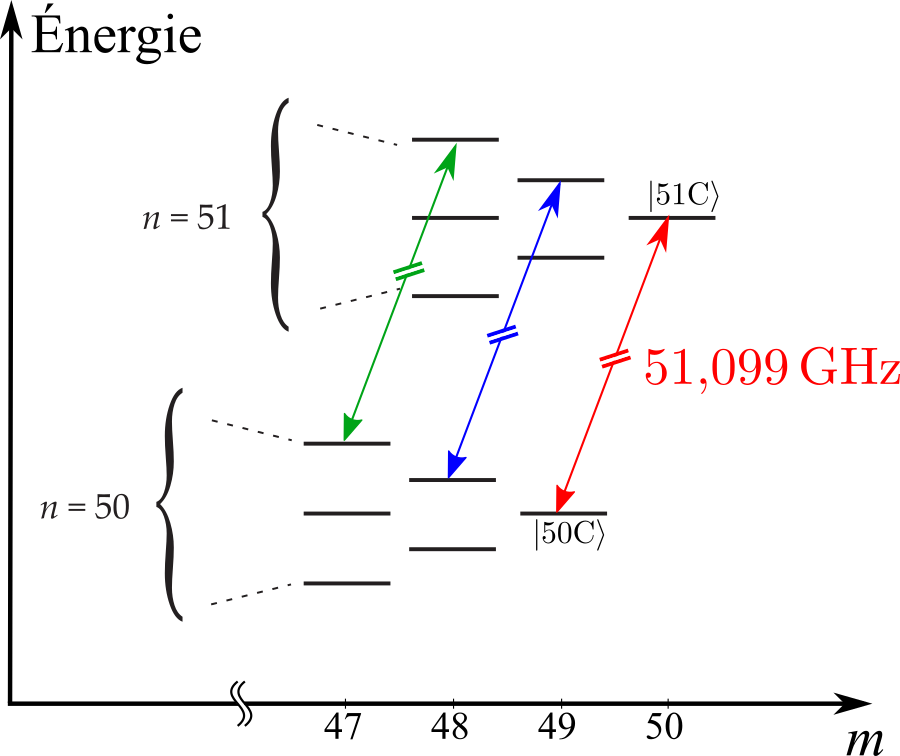 Énergie
|51C⟩
n = 51
51,099 GHz
n = 50
|50C⟩
47 48 49 50
m